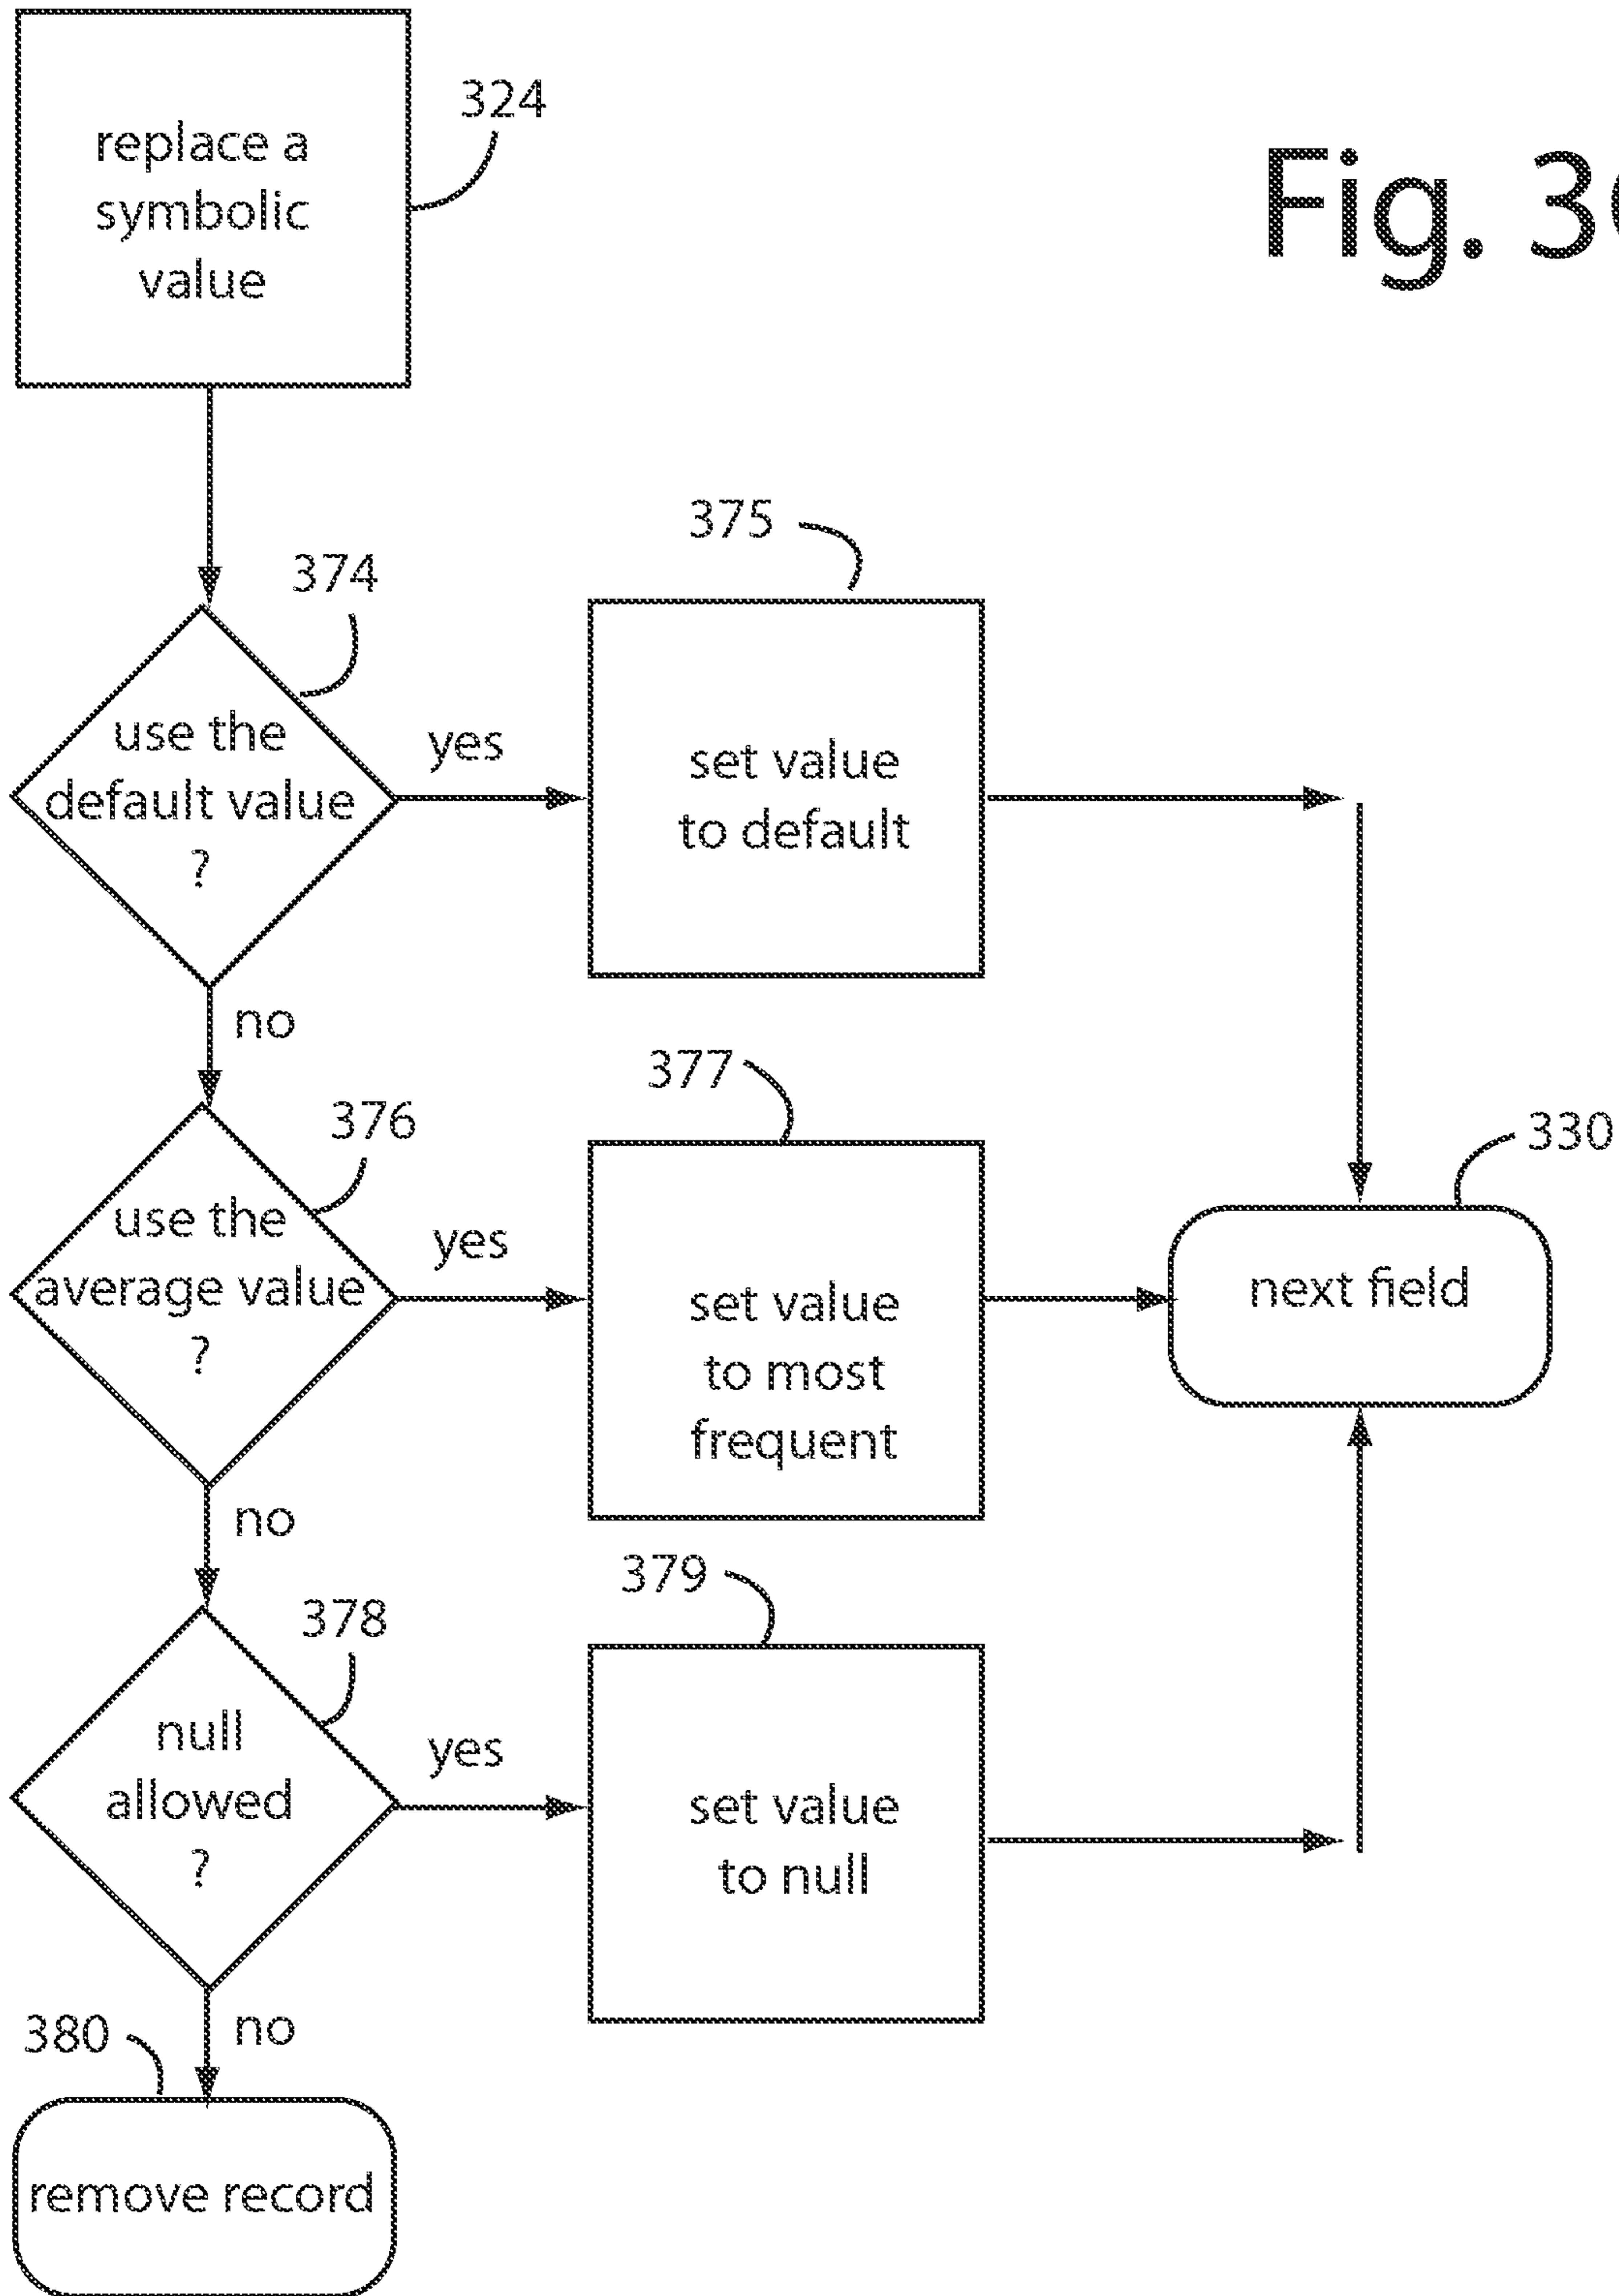 replace a
symbolic
value
324
Fig.
374
use the
default value
?
yes
375
set value
to default
no
376
use the
average value
?
yes
377
set value
to most
frequent
330
next field
no
378
null
allowed
?
yes
379
set value
to null
no
380
remove record